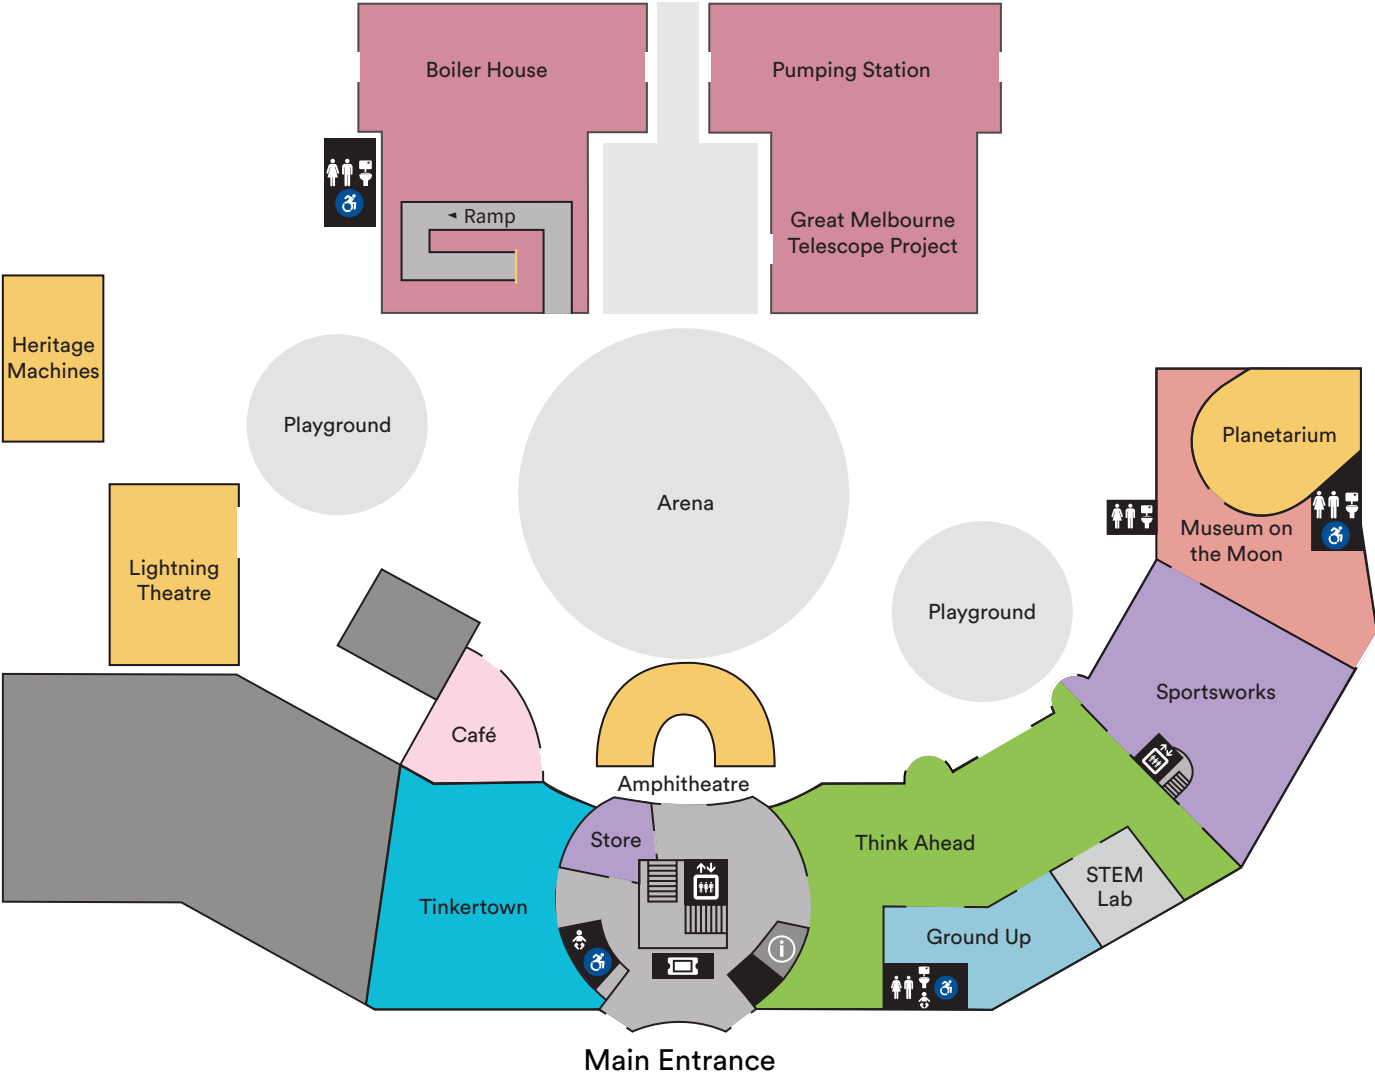 Boiler House
Pumping Station
Ramp
Great Melbourne
Telescope Project
Heritage
Machines
Playground
Planetarium
Arena
Museum on
the Moon
Lightning
Theatre
Playground
Sportsworks
Café
Amphitheatre
Store
Think Ahead
STEM
Lab
Tinkertown
Ground Up
i
Main Entrance